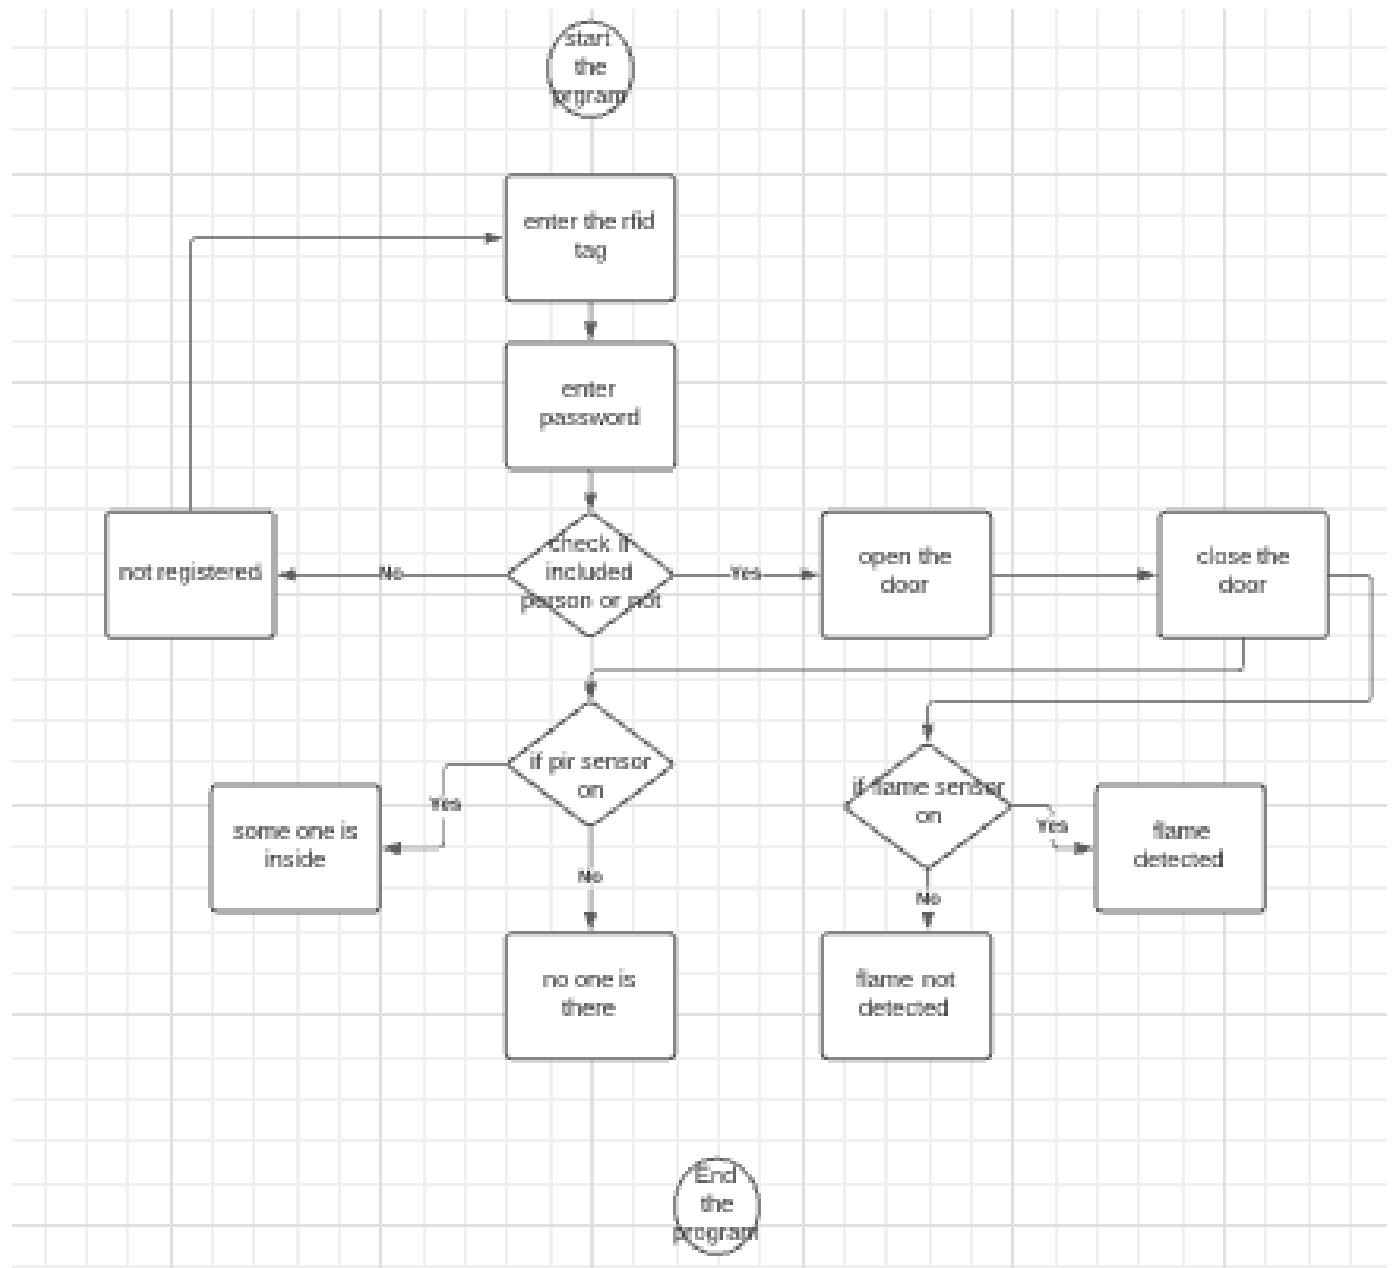 start
the
prgram
enter the rfid
tag
enter
password
not registered
No
check if
included
person or not
Yes
open the
door
close the
door
if pir sensor
on
Yes
some one is
inside
No
no one is
there
if flame sensor
on
Yes
flame
detected
No
flame not
detected
End
the
program